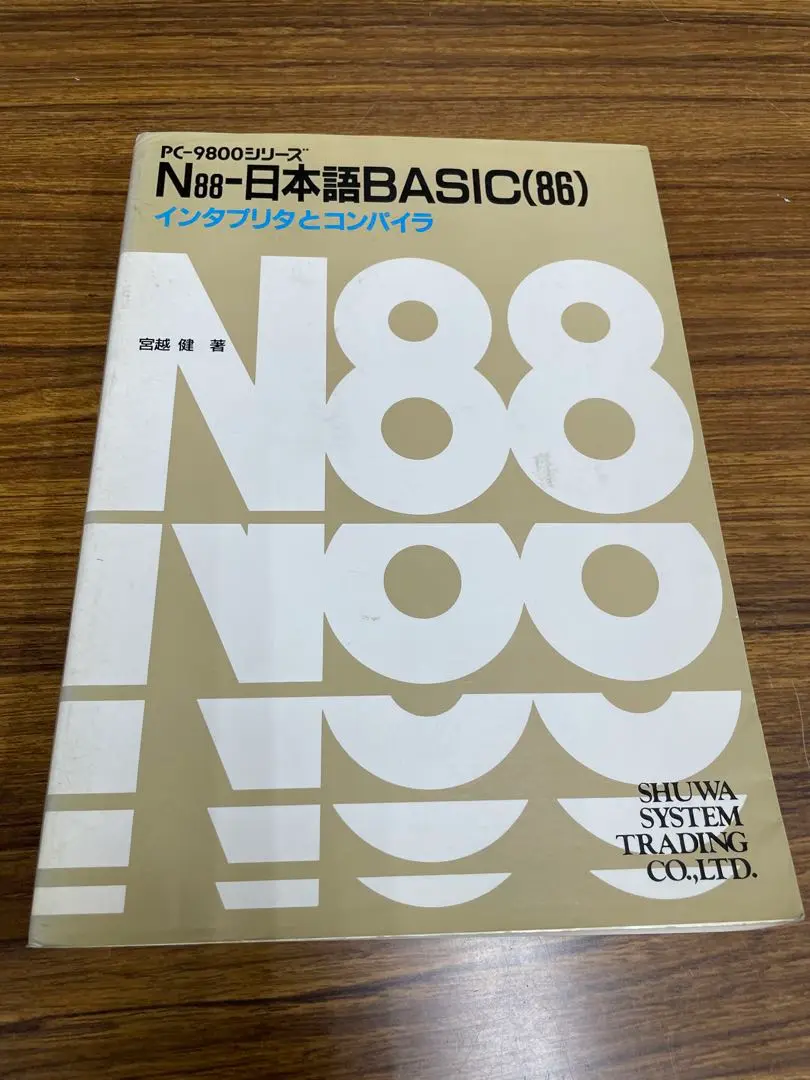 PC-9800シリーズ
N88-日本語BASIC(86)
インタプリタとコンパイラ
宮越 健 著
N88
SHUWA
SYSTEM
TRADING
CO.,LTD.